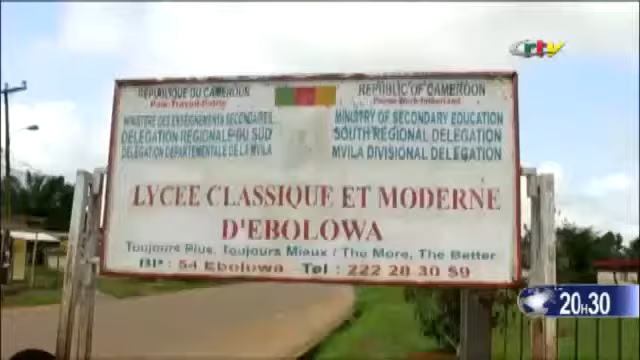 crtv
REPUBLIQUE DU CAMEROUN
Paix-Travail-Patrie
MINISTERE DES ENSEIGNEMENTS SECONDAIRES
DELEGATION REGIONALE DU SUD
DELEGATION DEPARTEMENTALE DE LA MVILA
REPUBLIC OF CAMEROON
Peace-Work-Fatherland
MINISTRY OF SECONDARY EDUCATION
SOUTH REGIONAL DELEGATION
MVILA DIVISIONAL DELEGATION
LYCEE CLASSIQUE ET MODERNE
D'EBOLOWA
Toujours Plus, Toujours Mieux / The More, The Better
BP : 54 Ebolowa Tel : 222 28 30 59
20H30